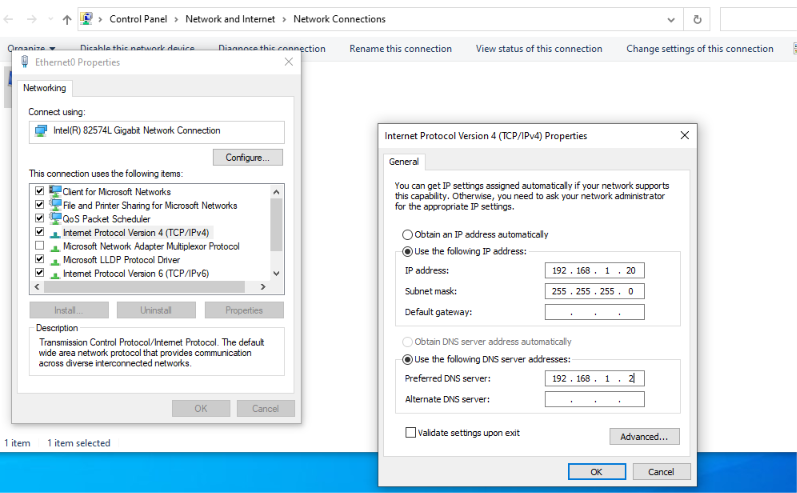 Control Panel > Network and Internet > Network Connections
Organize Disable this network device Diagnose this connection Rename this connection View status of this connection Change settings of this connection
Ethernet0 Properties
Networking
Connect using:
Intel(R) 82574L Gigabit Network Connection
Configure...
This connection uses the following items:
Client for Microsoft Networks
File and Printer Sharing for Microsoft Networks
QoS Packet Scheduler
Internet Protocol Version 4 (TCP/IPv4)
Microsoft Network Adapter Multiplexor Protocol
Microsoft LLDP Protocol Driver
Internet Protocol Version 6 (TCP/IPv6)
Install... Uninstall Properties
Description
Transmission Control Protocol/Internet Protocol. The default
wide area network protocol that provides communication
across diverse interconnected networks.
OK Cancel
1 item 1 item selected
Internet Protocol Version 4 (TCP/IPv4) Properties
General
You can get IP settings assigned automatically if your network supports
this capability. Otherwise, you need to ask your network administrator
for the appropriate IP settings.
Obtain an IP address automatically
Use the following IP address:
IP address: 192 . 168 . 1 . 20
Subnet mask: 255 . 255 . 255 . 0
Default gateway: . . .
Obtain DNS server address automatically
Use the following DNS server addresses:
Preferred DNS server: 192 . 168 . 1 . 2
Alternate DNS server: . . .
Validate settings upon exit
Advanced...
OK Cancel